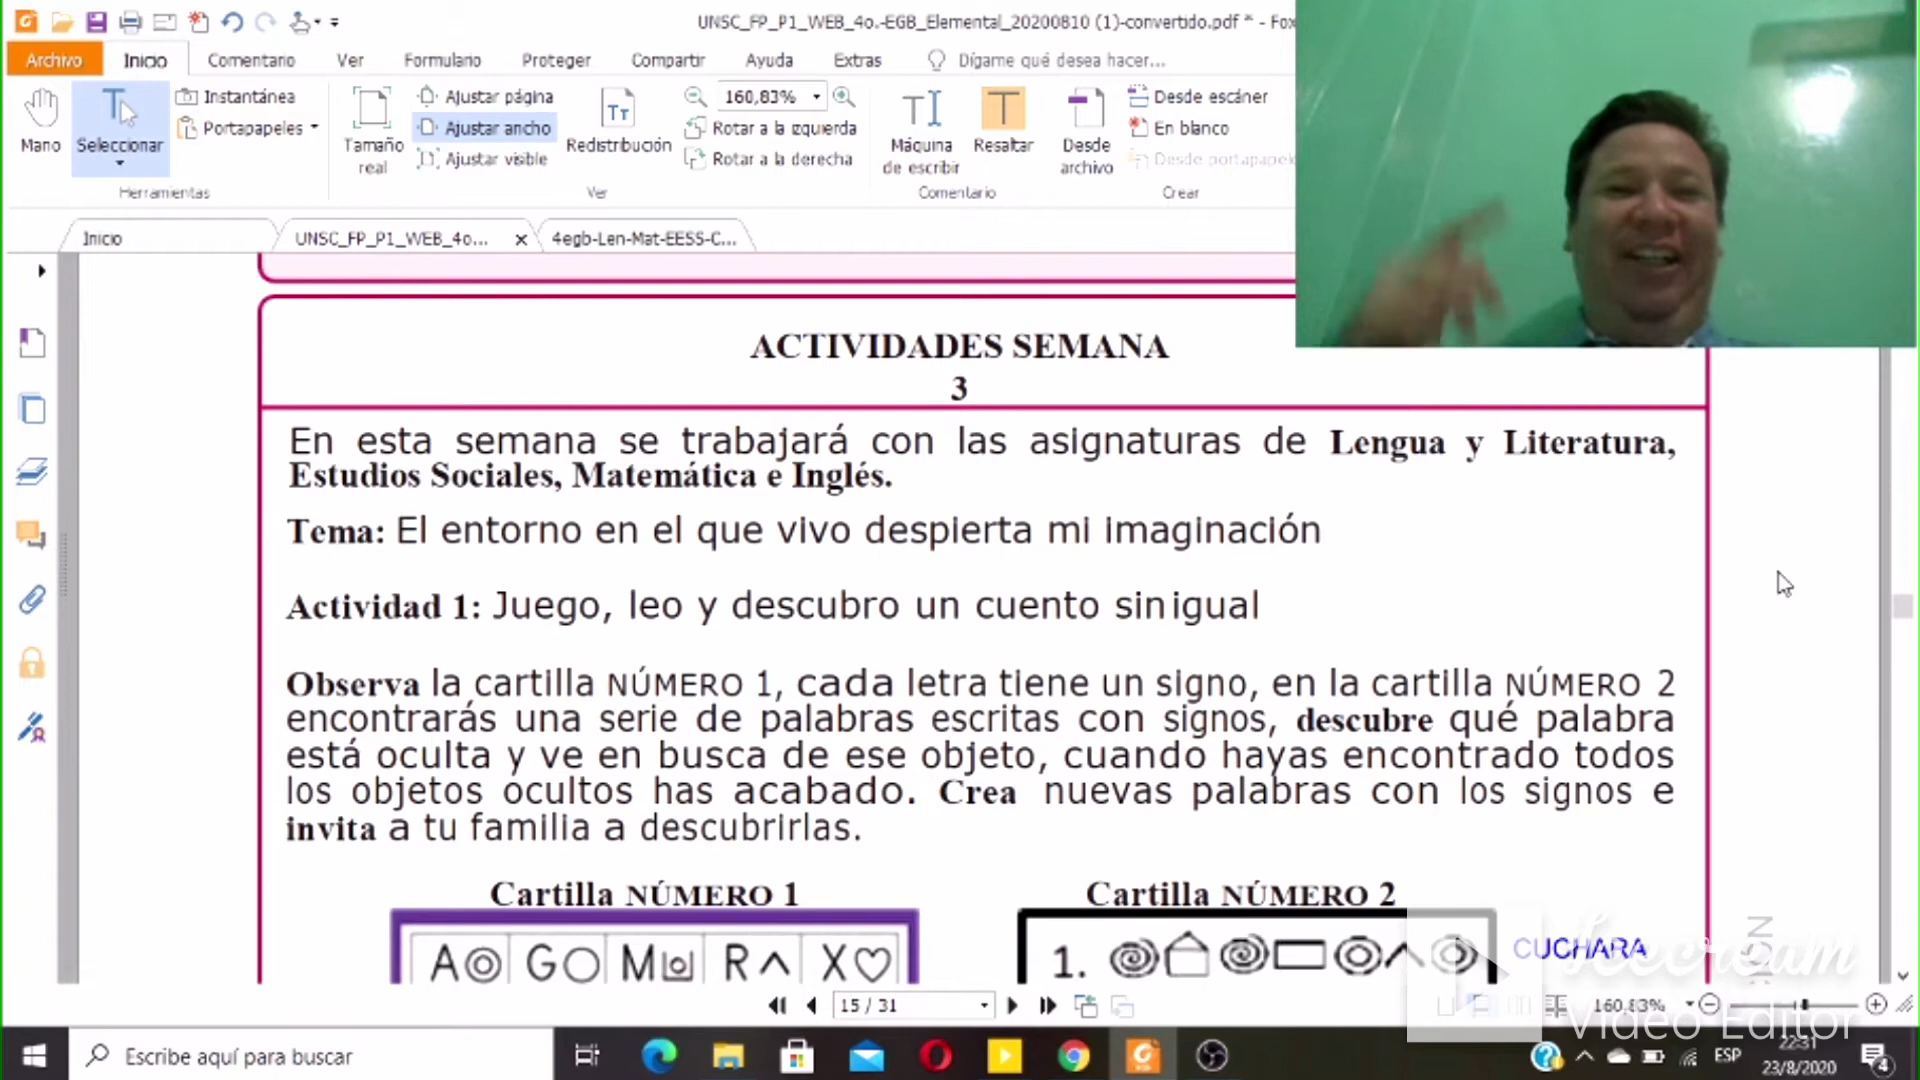 UNSC_FP_P1_WEB_4o.-EGB_Elemental_20200810 (1)-convertido.pdf * - Fox
Archivo Inicio Comentario Ver Formulario Proteger Compartir Ayuda Extras Dígame qué desea hacer...
Mano
Seleccionar
Instantánea
Portapapeles
Herramientas
Tamaño real
Ajustar página
Ajustar ancho
Ajustar visible
Redistribución
160,83%
Rotar a la izquierda
Rotar a la derecha
Ver
Máquina de escribir
Resaltar
Comentario
Desde archivo
Desde escáner
En blanco
Desde portapapel
Crear
Inicio UNSC_FP_P1_WEB_4o... 4egb-Len-Mat-EESS-C...
ACTIVIDADES SEMANA
3
En esta semana se trabajará con las asignaturas de Lengua y Literatura,
Estudios Sociales, Matemática e Inglés.
Tema: El entorno en el que vivo despierta mi imaginación
Actividad 1: Juego, leo y descubro un cuento sin igual
Observa la cartilla NÚMERO 1, cada letra tiene un signo, en la cartilla NÚMERO 2
encontrarás una serie de palabras escritas con signos, descubre qué palabra
está oculta y ve en busca de ese objeto, cuando hayas encontrado todos
los objetos ocultos has acabado. Crea nuevas palabras con los signos e
invita a tu familia a descubrirlas.
Cartilla NÚMERO 1 Cartilla NÚMERO 2
A G M R X
1. CUCHARA
Icecream
Video Editor
15 / 31
160,83%
Escribe aquí para buscar
ESP
22:31
23/8/2020
4